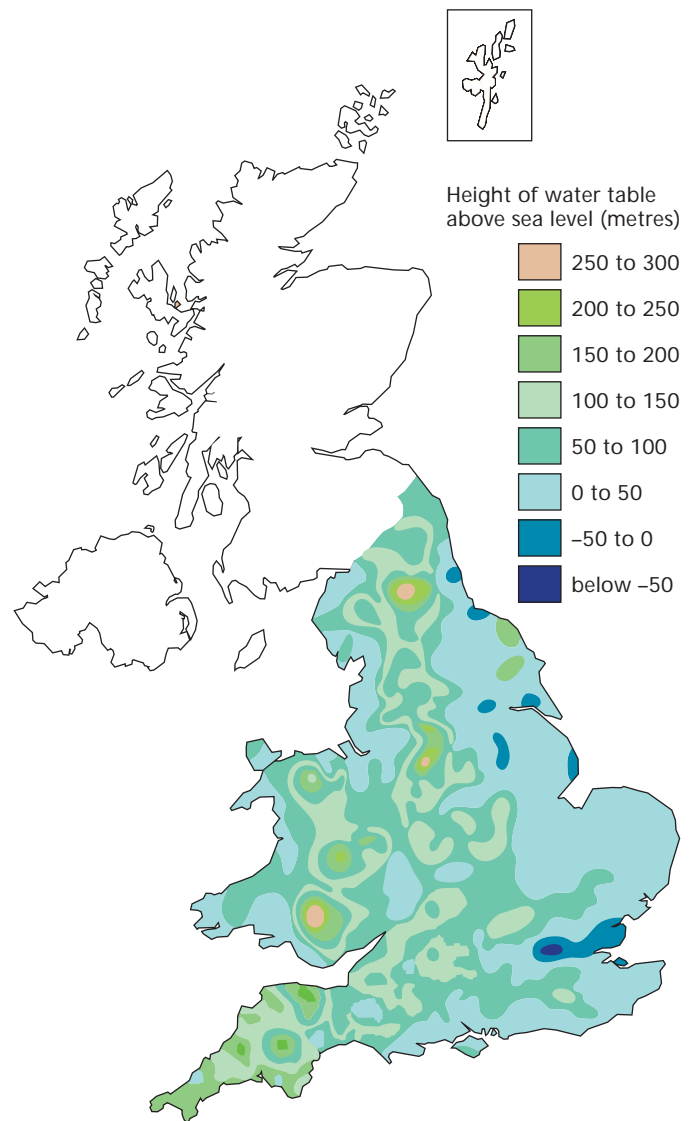 Height of water table
above sea level (metres)
250 to 300
200 to 250
150 to 200
100 to 150
50 to 100
0 to 50
–50 to 0
below –50